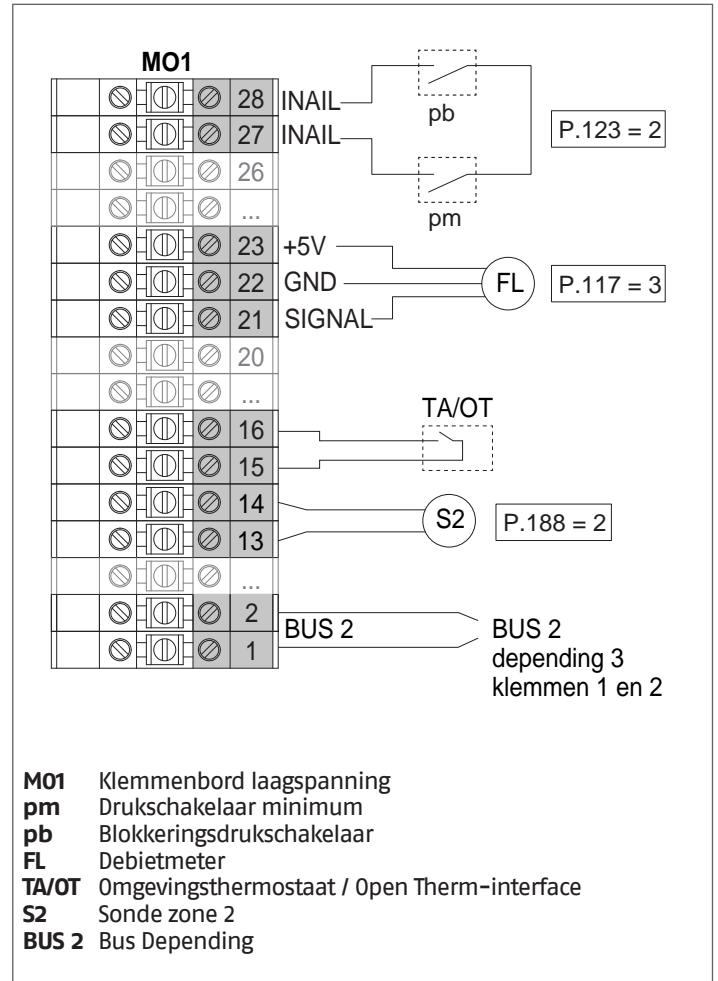 MO1
28 INAIL
pb
27 INAIL
P.123 = 2
26
pm
...
23 +5V
22 GND
FL
P.117 = 3
21 SIGNAL
20
...
TA/OT
16
15
14
S2
P.188 = 2
13
...
2
BUS 2
1
BUS 2
depending 3
klemmen 1 en 2
MO1 Klemmenbord laagspanning
pm Drukschakelaar minimum
pb Blokkeringsdrukschakelaar
FL Debietmeter
TA/OT Omgevingsthermostaat / Open Therm-interface
S2 Sonde zone 2
BUS 2 Bus Depending